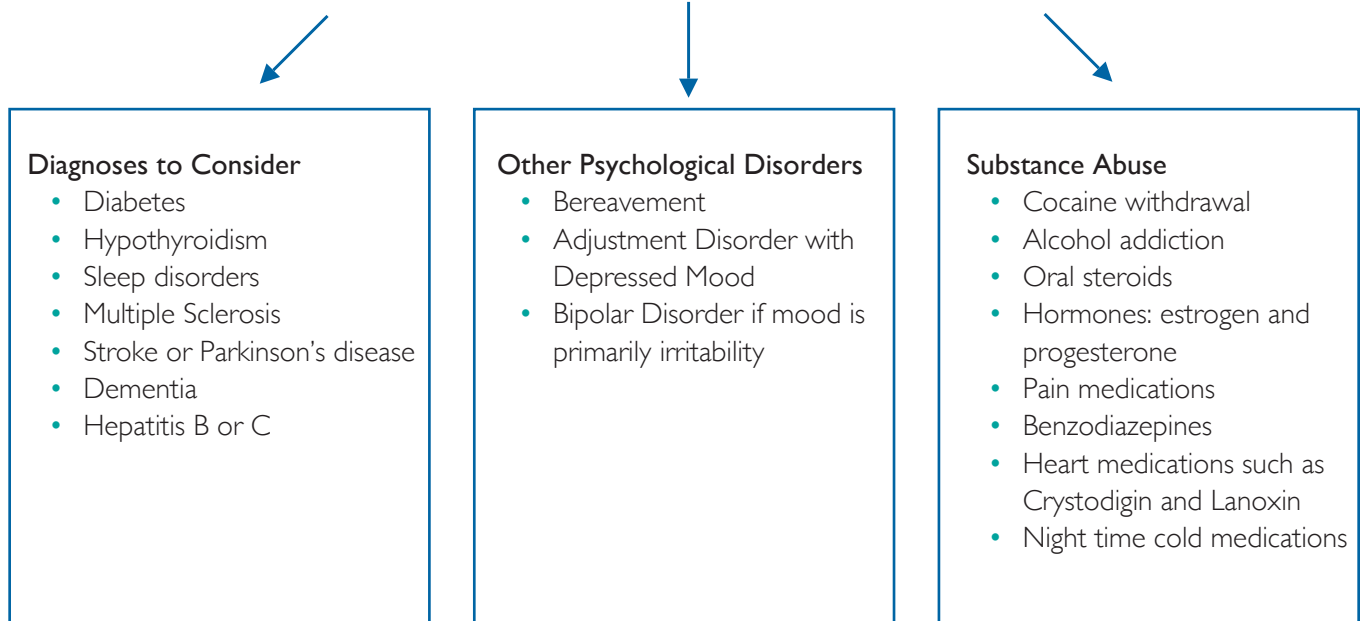 Diagnoses to Consider
• Diabetes
• Hypothyroidism
• Sleep disorders
• Multiple Sclerosis
• Stroke or Parkinson's disease
• Dementia
• Hepatitis B or C
Other Psychological Disorders
• Bereavement
• Adjustment Disorder with
Depressed Mood
• Bipolar Disorder if mood is
primarily irritability
Substance Abuse
• Cocaine withdrawal
• Alcohol addiction
• Oral steroids
• Hormones: estrogen and
progesterone
• Pain medications
• Benzodiazepines
• Heart medications such as
Crystodigin and Lanoxin
• Night time cold medications